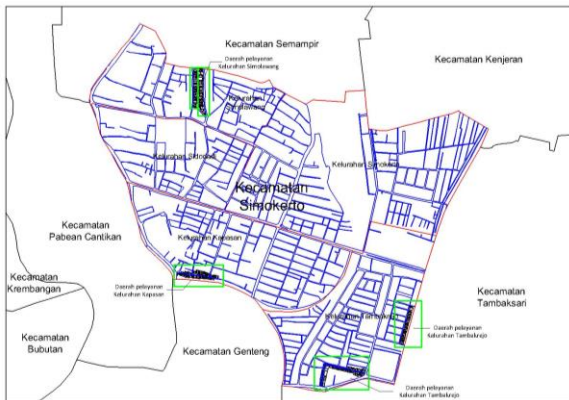 Kecamatan Semampir
Kecamatan Kenjeran
Daerah pelayanan
Kelurahan Simolawang
Kelurahan
Simolawang
Kelurahan Sidodadi
Kelurahan Simokerto
Kecamatan
Simokerto
Kecamatan
Pabean Cantikan
Kelurahan Kapasan
Kecamatan
Krembangan
Daerah pelayanan
Kelurahan Kapasan
Kecamatan
Tambaksari
Kelurahan Tambakrejo
Daerah pelayanan
Kelurahan Tambakrejo
Kecamatan
Bubutan
Kecamatan Genteng
Daerah pelayanan
Kelurahan Tambakrejo